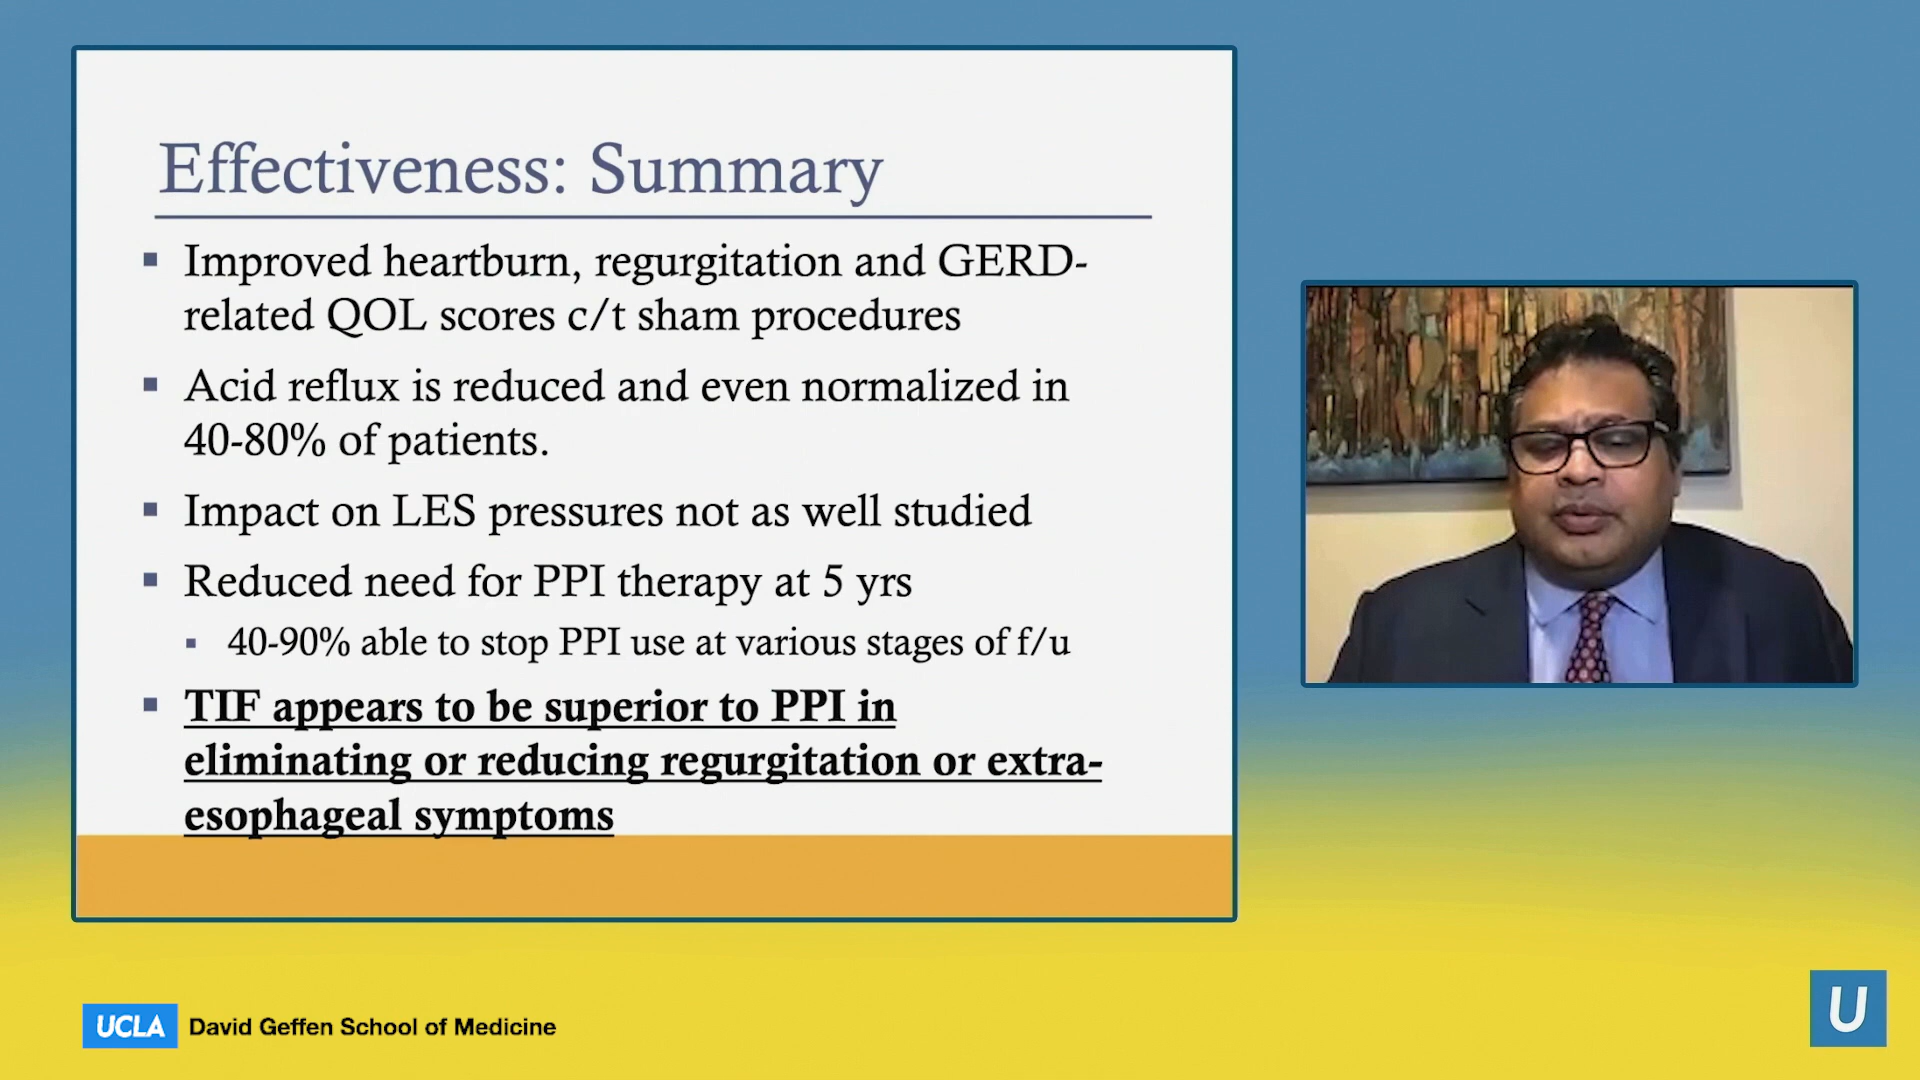 Effectiveness: Summary
Improved heartburn, regurgitation and GERD-
related QOL scores c/t sham procedures
Acid reflux is reduced and even normalized in
40-80% of patients.
Impact on LES pressures not as well studied
Reduced need for PPI therapy at 5 yrs
40-90% able to stop PPI use at various stages of f/u
TIF appears to be superior to PPI in
eliminating or reducing regurgitation or extra-
esophageal symptoms
UCLA David Geffen School of Medicine
U